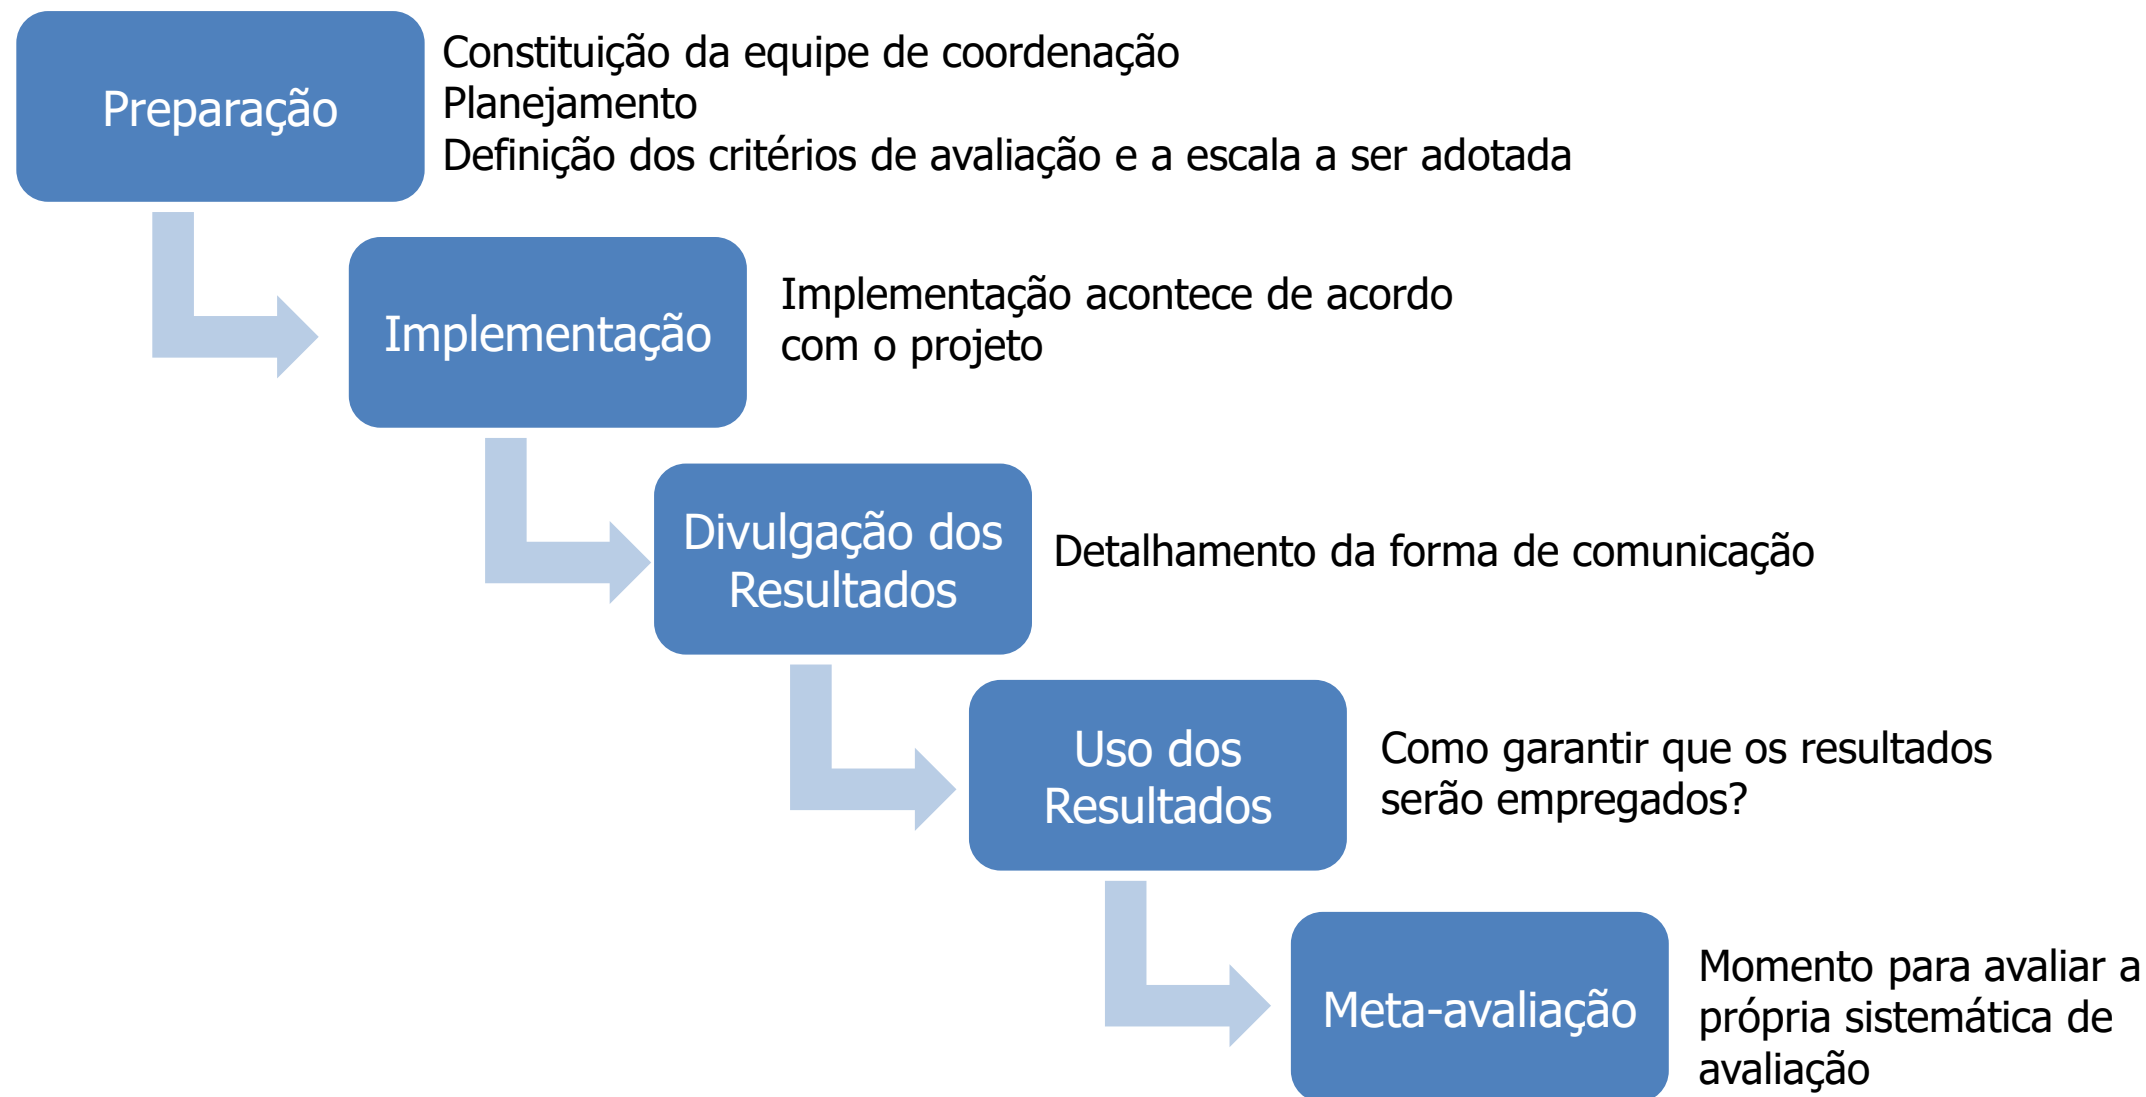 Preparação
Constituição da equipe de coordenação
Planejamento
Definição dos critérios de avaliação e a escala a ser adotada
Implementação
Implementação acontece de acordo
com o projeto
Divulgação dos
Resultados
Detalhamento da forma de comunicação
Uso dos
Resultados
Como garantir que os resultados
serão empregados?
Meta-avaliação
Momento para avaliar a
própria sistemática de
avaliação